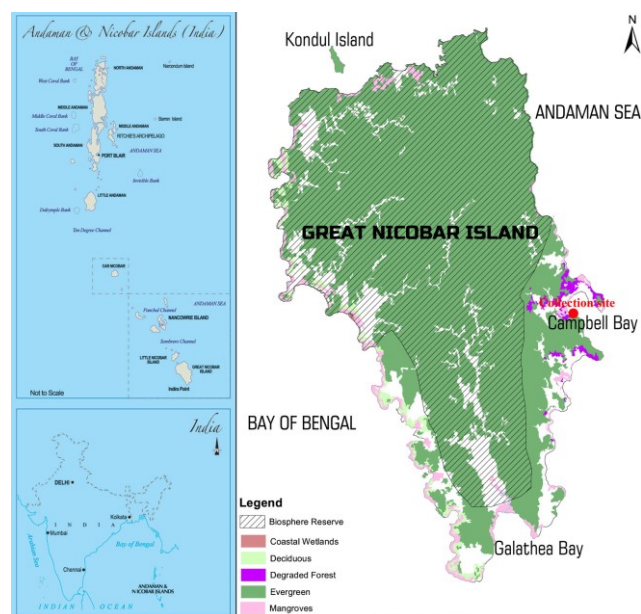 Andaman & Nicobar Islands (India)
BAY
OF
BENGAL
NORTH ANDAMAN
Narcondum Island
West Coral Bank
MIDDLE ANDAMAN
Barren Island
Middle Coral Bank
MIDDLE ANDAMAN
South Coral Bank
RITCHIE'S ARCHIPELAGO
SOUTH ANDAMAN
ANDAMAN SEA
PORT BLAIR
Invisible Bank
LITTLE ANDAMAN
Dalrymple Bank
Ten Degree Channel
CAR NICOBAR
ANDAMAN SEA
NANCOWRIE ISLAND
Sombrero Channel
LITTLE NICOBAR
ISLAND
GREAT NICOBAR
ISLAND
Indira Point
Not to Scale
India
N
DELHI
I N D I A
Kolkata
Mumbai
Bay of Bengal
Arabian Sea
Chennai
ANDAMAN &
NICOBAR ISLANDS
INDIAN OCEAN
N
Kondul Island
ANDAMAN SEA
GREAT NICOBAR ISLAND
Collection site
Campbell Bay
BAY OF BENGAL
Galathea Bay
Legend
Biosphere Reserve
Coastal Wetlands
Deciduous
Degraded Forest
Evergreen
Mangroves